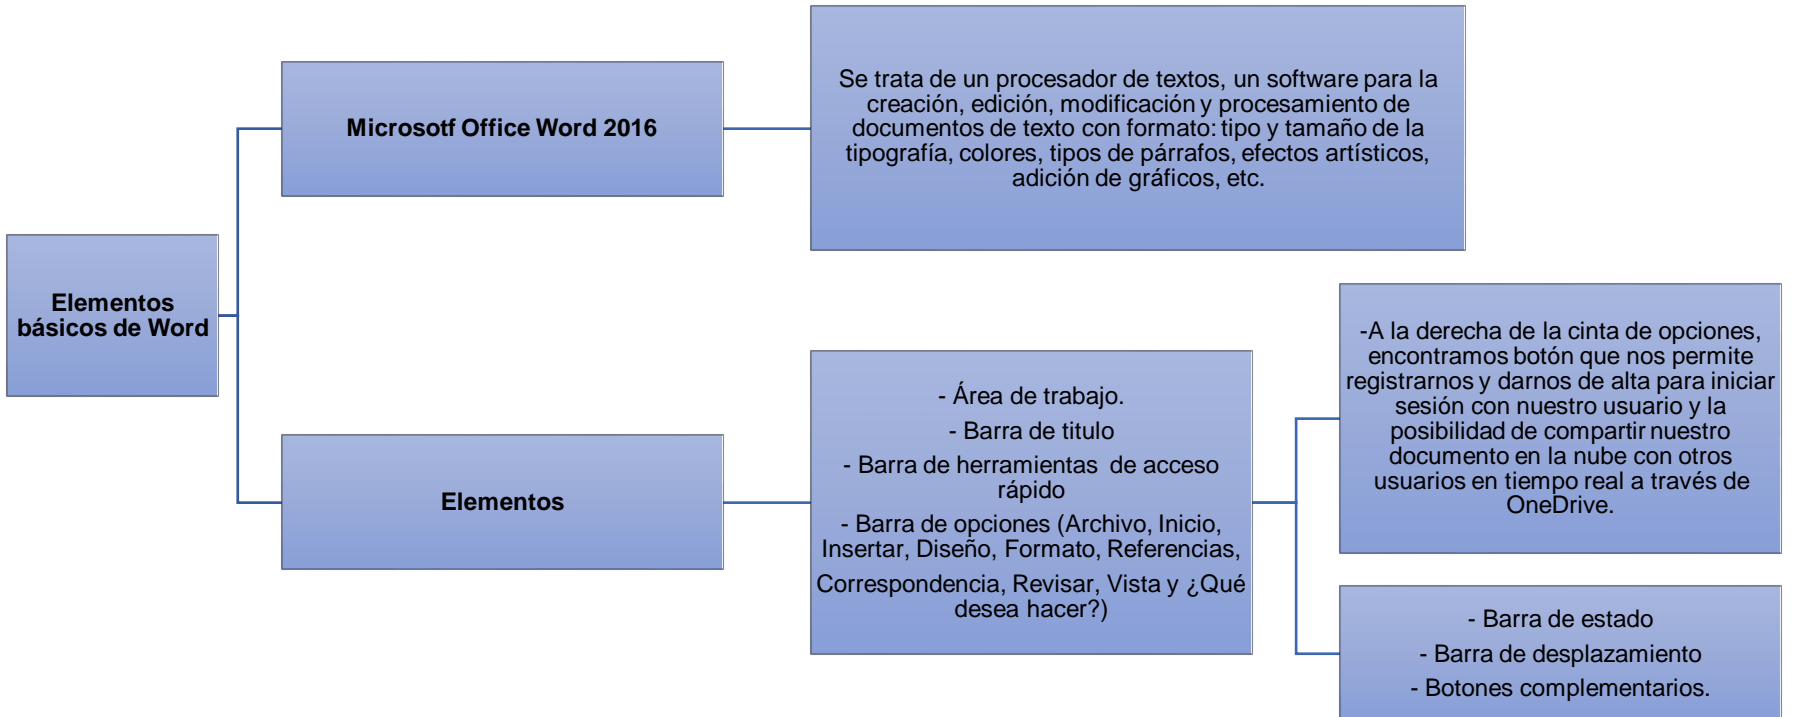 Elementos
básicos de Word
Microsotf Office Word 2016
Se trata de un procesador de textos, un software para la
creación, edición, modificación y procesamiento de
documentos de texto con formato: tipo y tamaño de la
tipografía, colores, tipos de párrafos, efectos artísticos,
adición de gráficos, etc.
Elementos
- Área de trabajo.
- Barra de titulo
- Barra de herramientas de acceso
rápido
- Barra de opciones (Archivo, Inicio,
Insertar, Diseño, Formato, Referencias,
Correspondencia, Revisar, Vista y ¿Qué
desea hacer?)
-A la derecha de la cinta de opciones,
encontramos botón que nos permite
registrarnos y darnos de alta para iniciar
sesión con nuestro usuario y la
posibilidad de compartir nuestro
documento en la nube con otros
usuarios en tiempo real a través de
OneDrive.
- Barra de estado
- Barra de desplazamiento
- Botones complementarios.